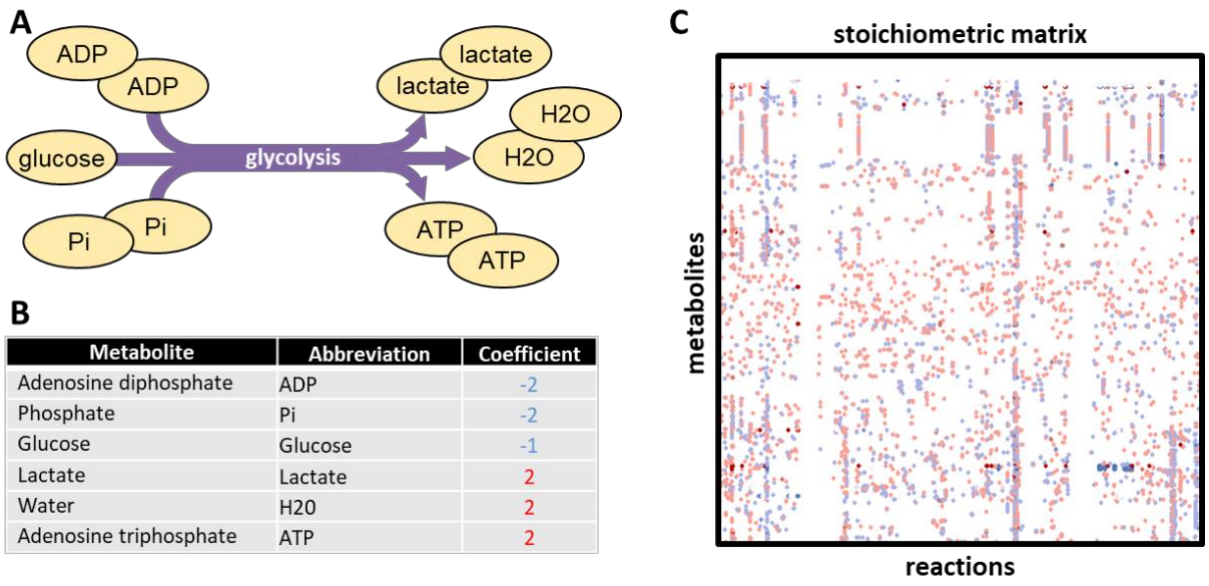 A
ADP
ADP
glucose
Pi
Pi
glycolysis
lactate
lactate
H2O
H2O
ATP
ATP
B
Metabolite Abbreviation Coefficient
Adenosine diphosphate ADP -2
Phosphate Pi -2
Glucose Glucose -1
Lactate Lactate 2
Water H20 2
Adenosine triphosphate ATP 2
C
stoichiometric matrix
metabolites
reactions